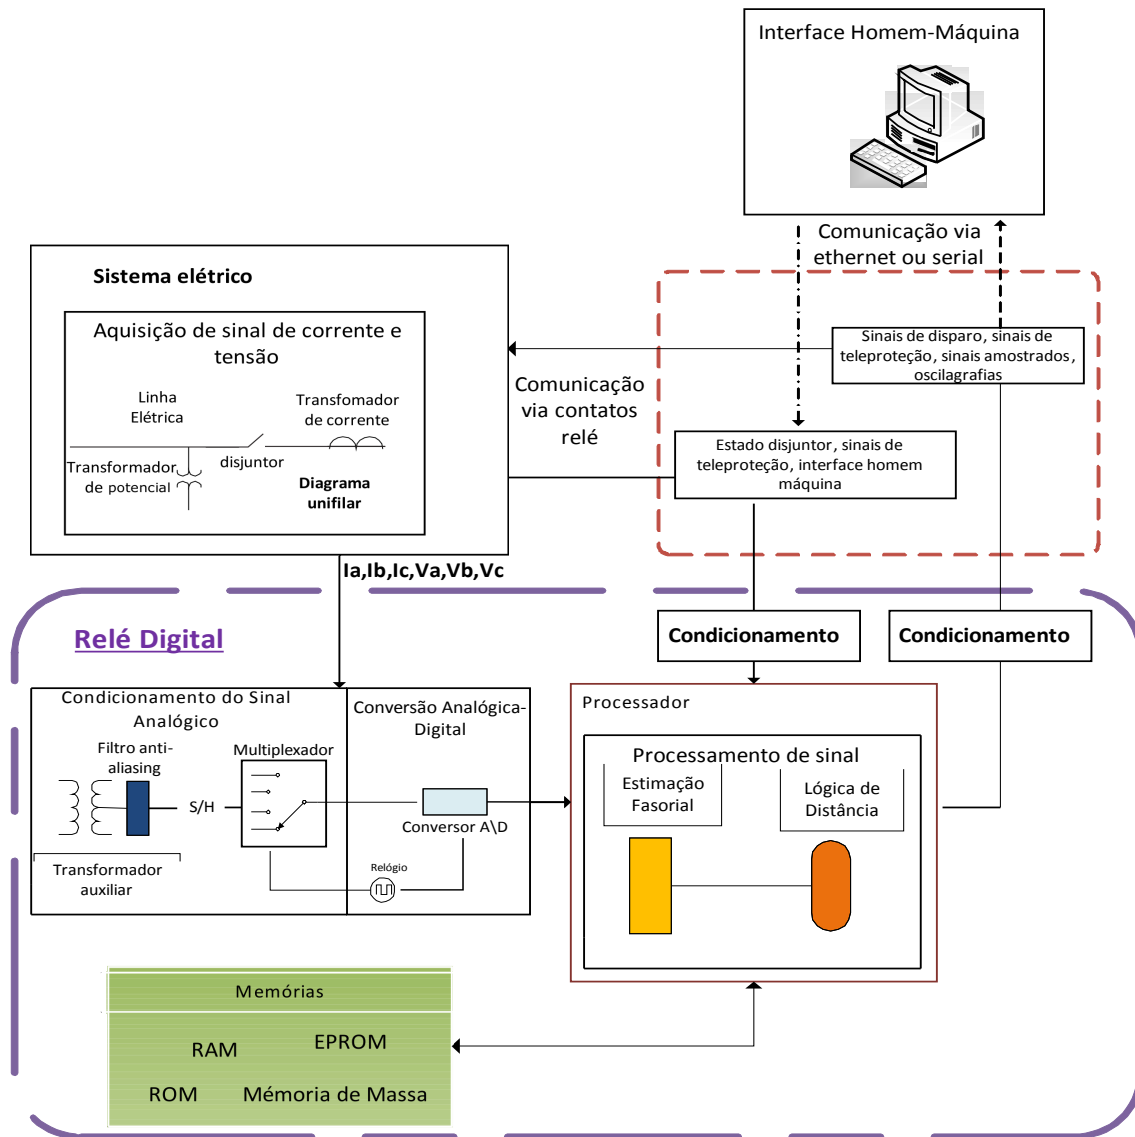 Interface Homem-Máquina
Comunicação via
ethernet ou serial
Sistema elétrico
Aquisição de sinal de corrente e
tensão
Linha
Elétrica
Transfomador
de corrente
Transformador
de potencial
disjuntor
Diagrama
unifilar
Comunicação
via contatos
relé
Sinais de disparo, sinais de
teleproteção, sinais amostrados,
oscilagrafias
Estado disjuntor, sinais de
teleproteção, interface homem
máquina
Ia,Ib,Ic,Va,Vb,Vc
Relé Digital
Condicionamento
Condicionamento
Condicionamento do Sinal
Analógico
Filtro anti-
aliasing
S/H
Multiplexador
Transformador
auxiliar
Conversão Analógica-
Digital
Conversor A\D
Relógio
Processador
Processamento de sinal
Estimação
Fasorial
Lógica de
Distância
Memórias
RAM
EPROM
ROM
Mémoria de Massa